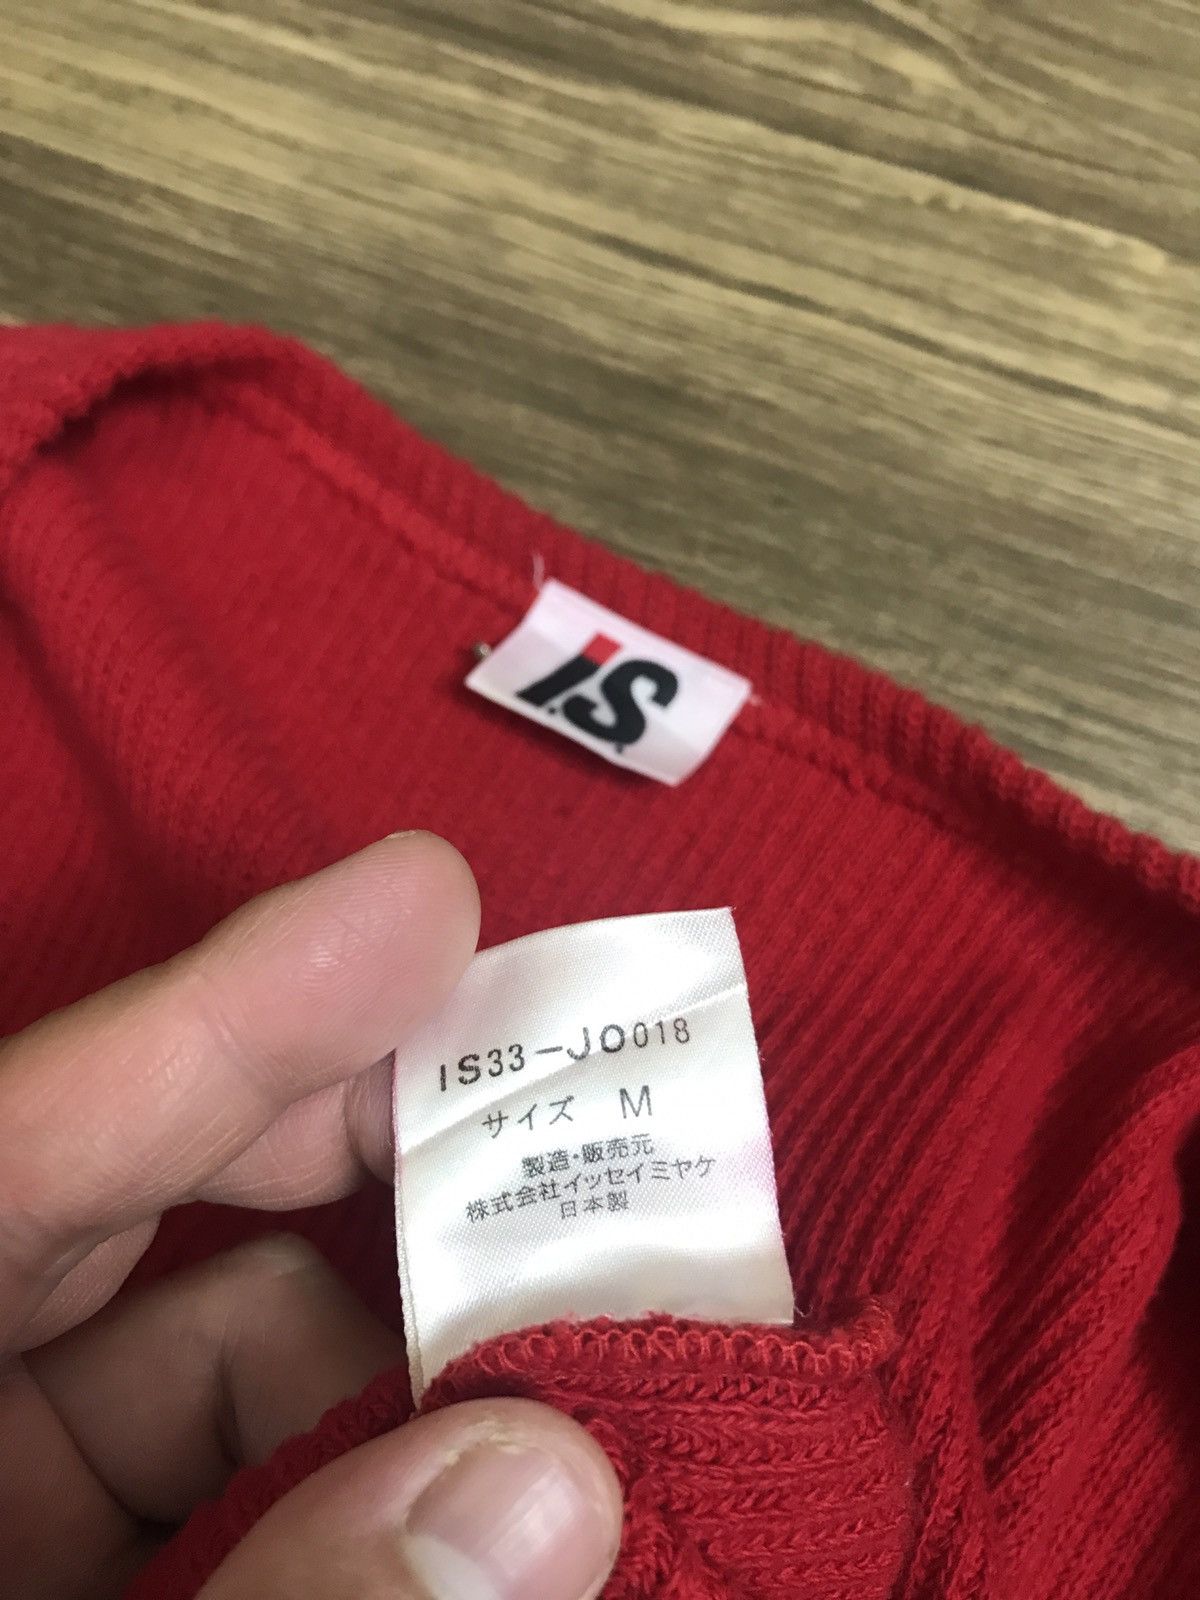 i.S.
IS33-JO018
サイズ M
製造・販売元
株式会社イッセイミヤケ
日本製